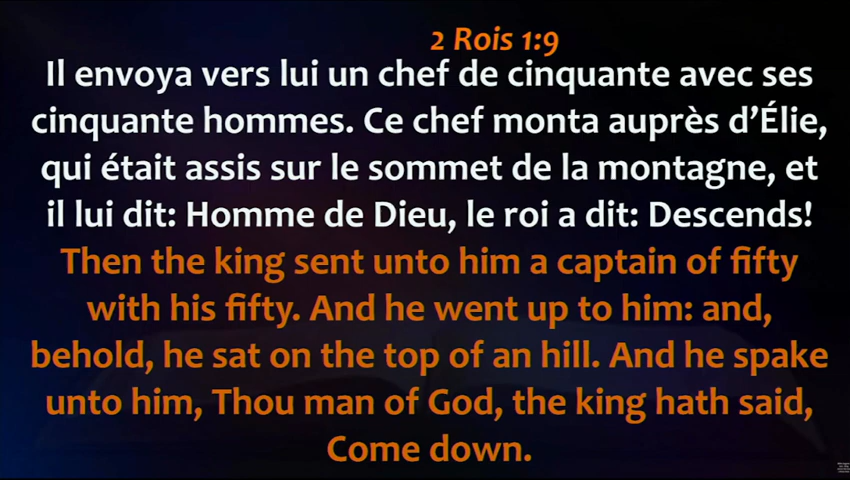 2 Rois 1:9
Il envoya vers lui un chef de cinquante avec ses
cinquante hommes. Ce chef monta auprès d’Élie,
qui était assis sur le sommet de la montagne, et
il lui dit: Homme de Dieu, le roi a dit: Descends!
Then the king sent unto him a captain of fifty
with his fifty. And he went up to him: and,
behold, he sat on the top of an hill. And he spake
unto him, Thou man of God, the king hath said,
Come down.